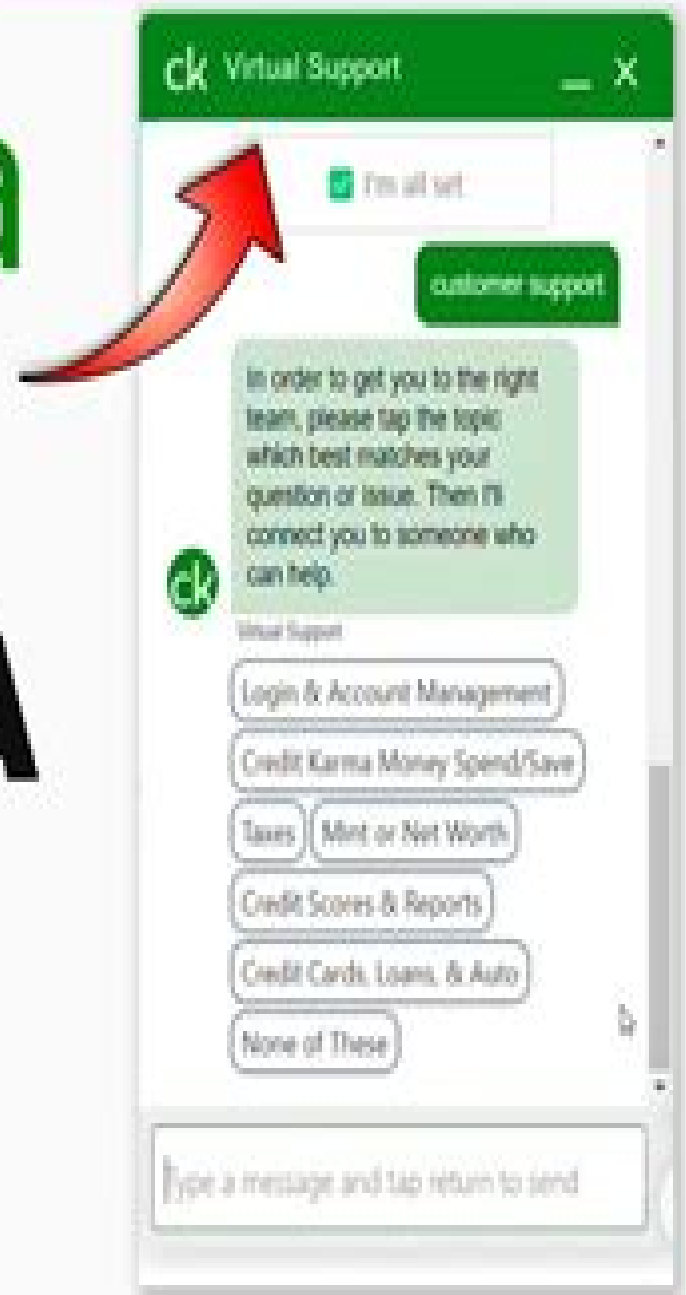 ck Virtual Support
I'm all set
customer support
In order to get you to the right
team, please tap the topic
which best matches your
question or issue. Then I'll
connect you to someone who
can help.
ck
Virtual Support
Login & Account Management
Credit Karma Money Spend/Save
Taxes Mint or Net Worth
Credit Scores & Reports
Credit Cards, Loans, & Auto
None of These
Type a message and tap return to send